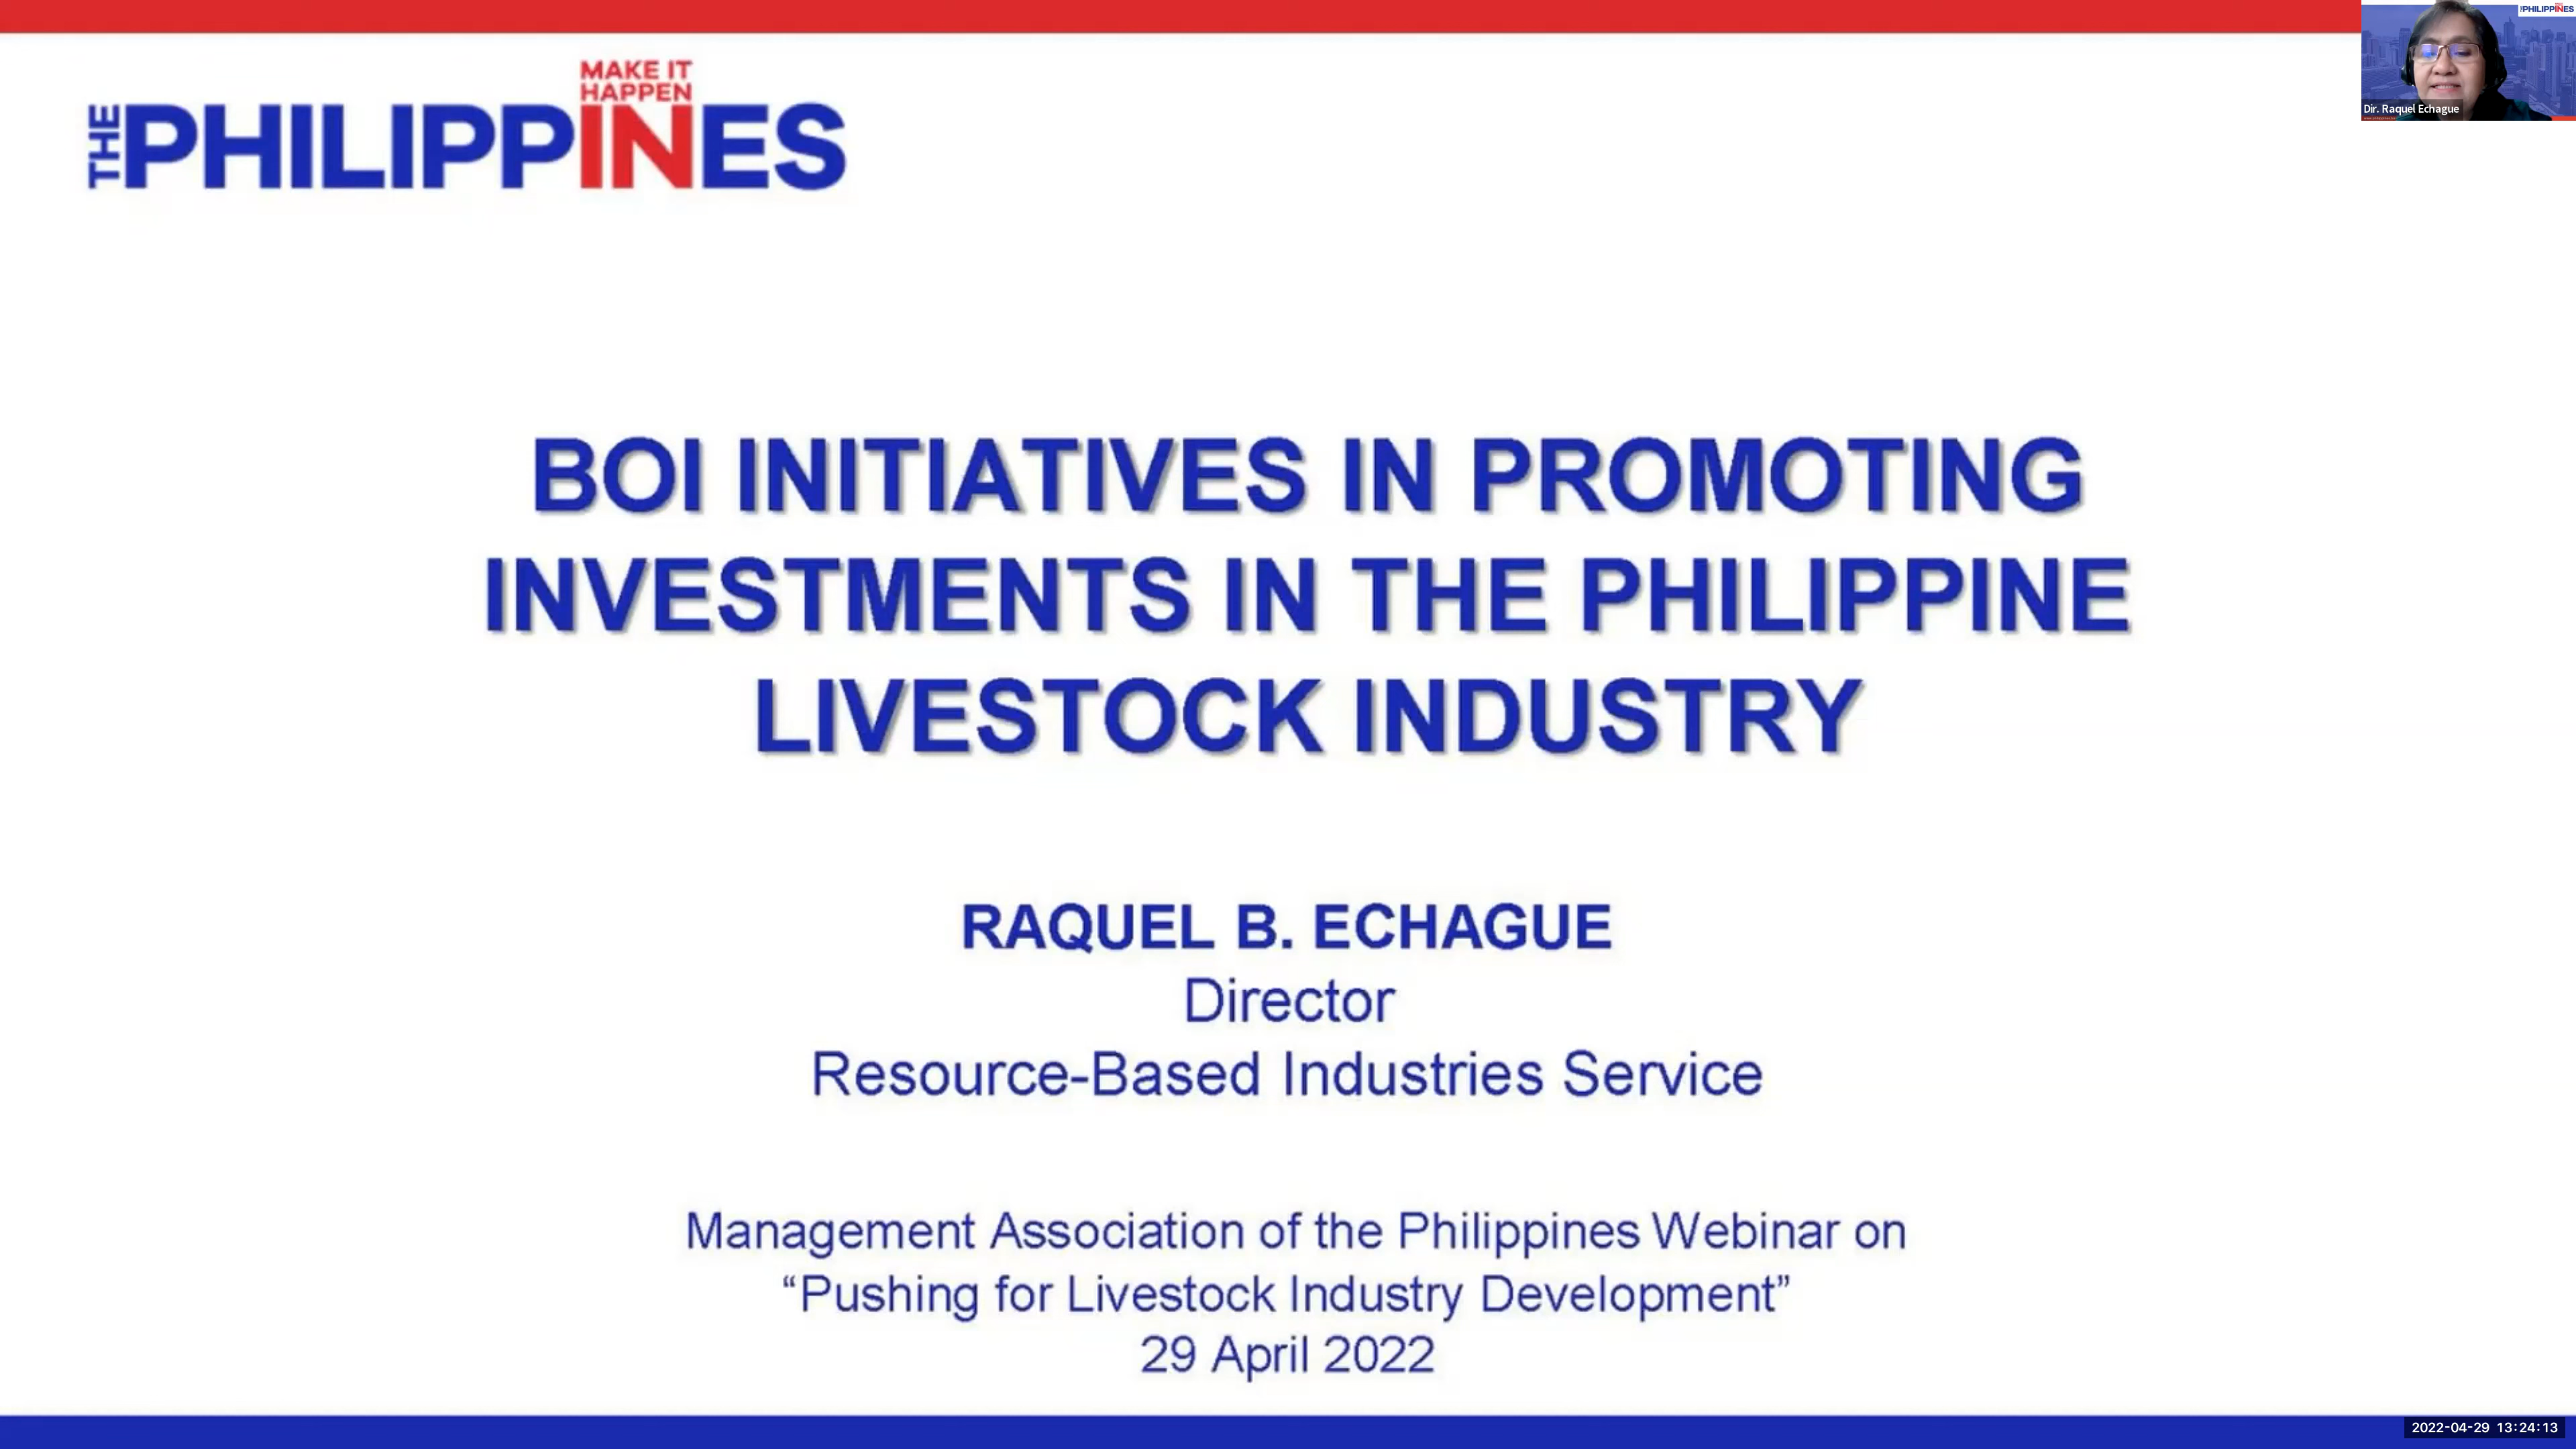 MAKE IT
HAPPEN
THE PHILIPPINES
PHILIPPINES
Dir. Raquel Echague
BOI INITIATIVES IN PROMOTING
INVESTMENTS IN THE PHILIPPINE
LIVESTOCK INDUSTRY
RAQUEL B. ECHAGUE
Director
Resource-Based Industries Service
Management Association of the Philippines Webinar on
“Pushing for Livestock Industry Development”
29 April 2022
2022-04-29 13:24:13